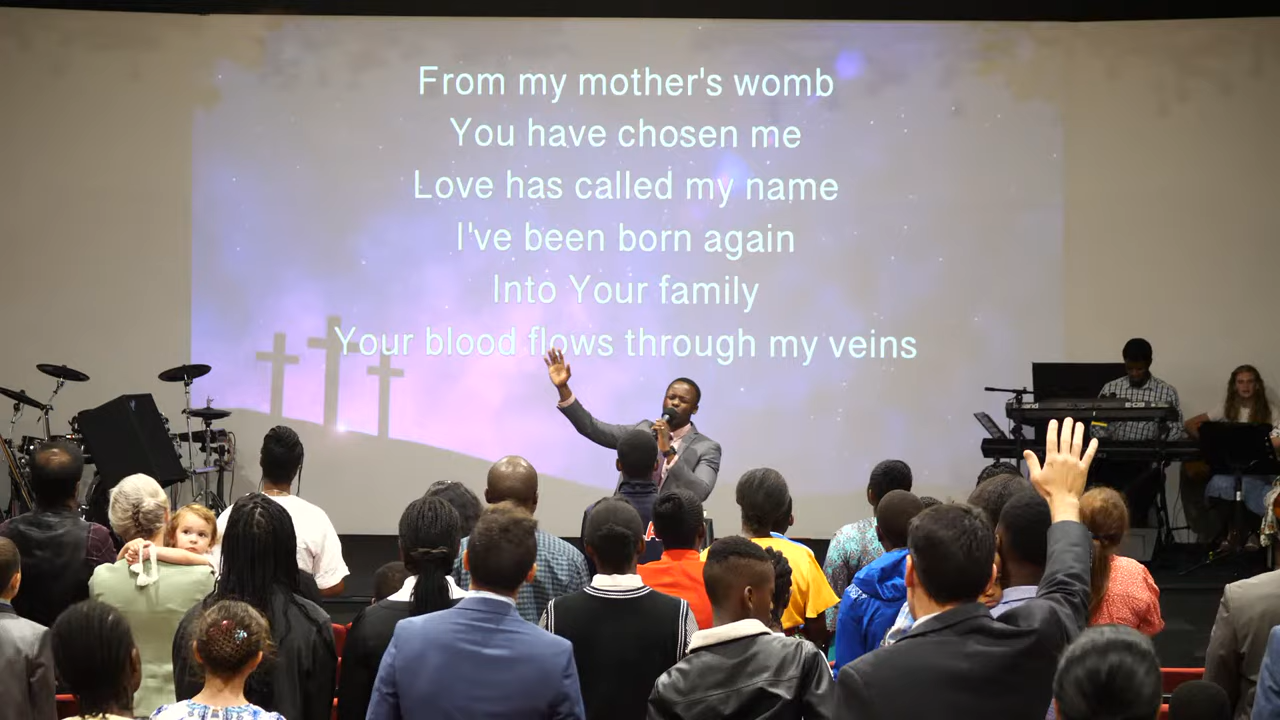 From my mother's womb
You have chosen me
Love has called my name
I've been born again
Into Your family
Your blood flows through my veins